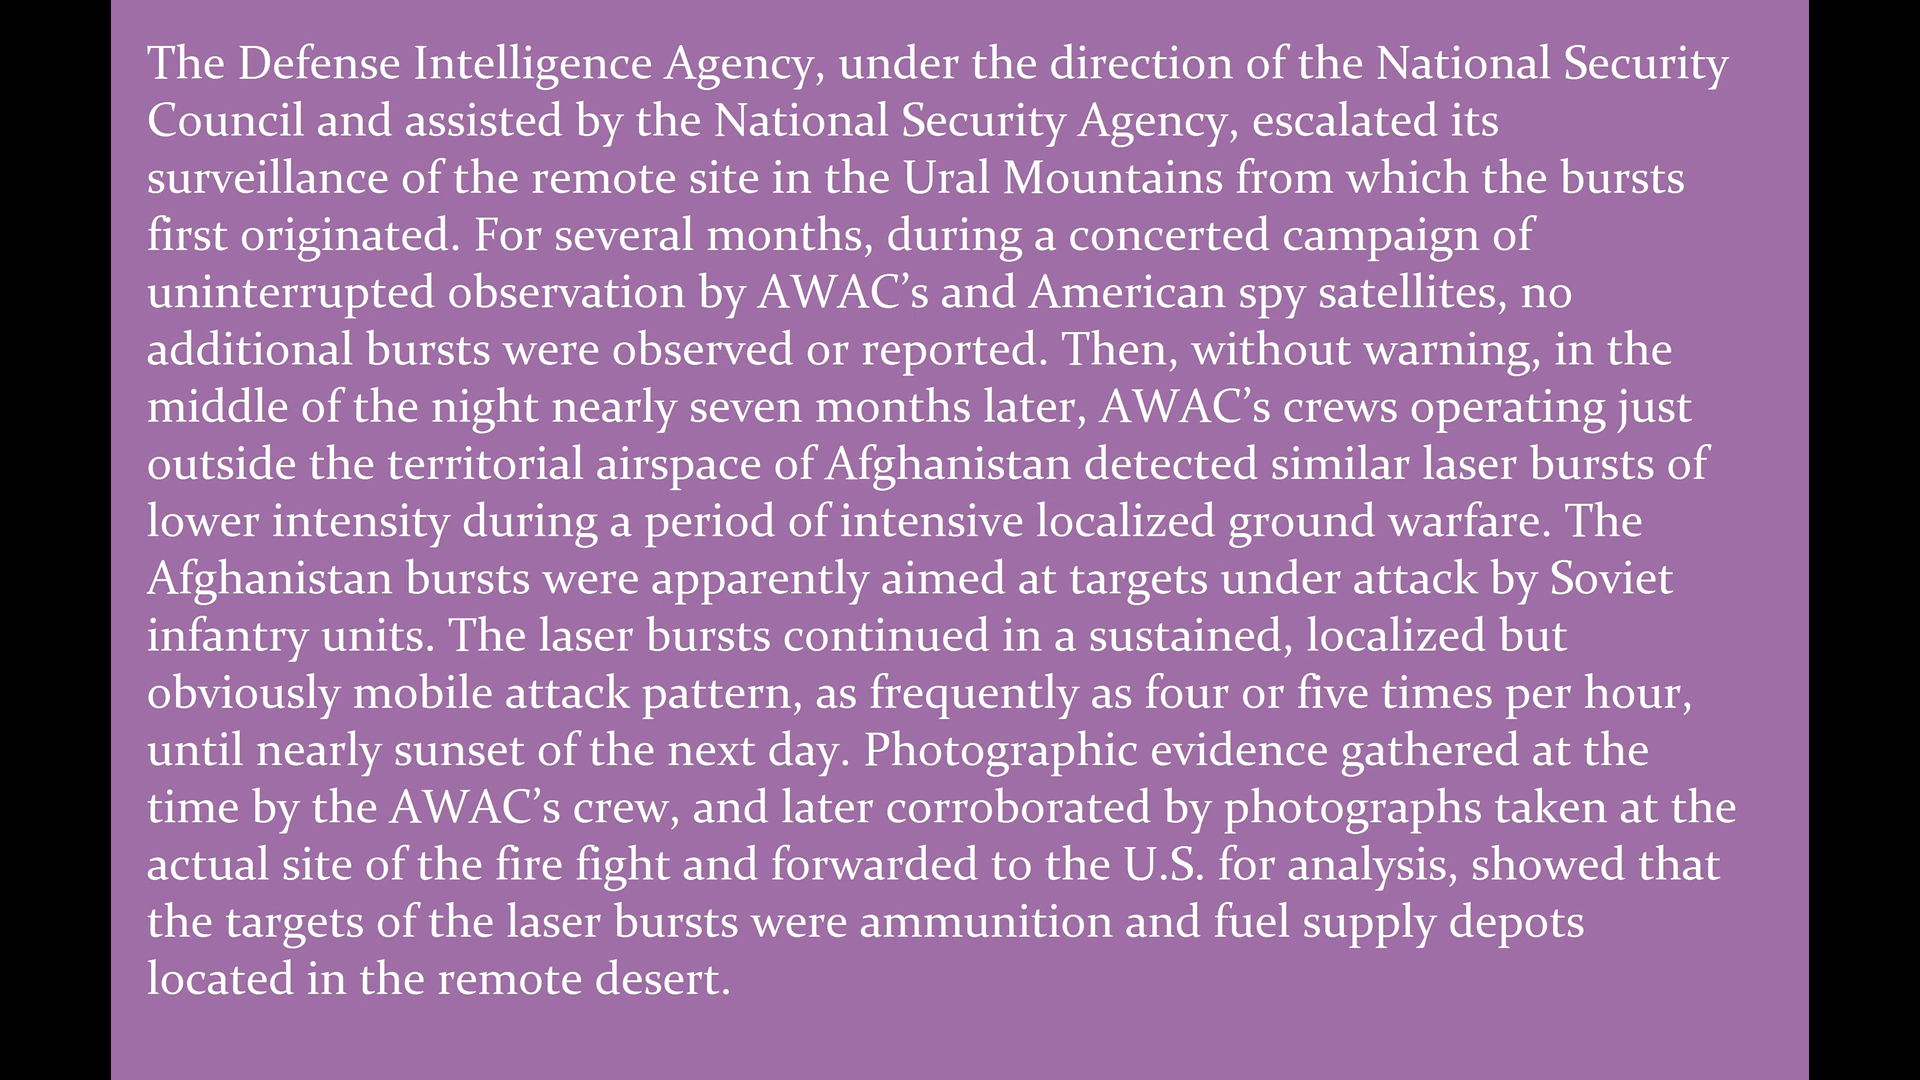 The Defense Intelligence Agency, under the direction of the National Security
Council and assisted by the National Security Agency, escalated its
surveillance of the remote site in the Ural Mountains from which the bursts
first originated. For several months, during a concerted campaign of
uninterrupted observation by AWAC’s and American spy satellites, no
additional bursts were observed or reported. Then, without warning, in the
middle of the night nearly seven months later, AWAC’s crews operating just
outside the territorial airspace of Afghanistan detected similar laser bursts of
lower intensity during a period of intensive localized ground warfare. The
Afghanistan bursts were apparently aimed at targets under attack by Soviet
infantry units. The laser bursts continued in a sustained, localized but
obviously mobile attack pattern, as frequently as four or five times per hour,
until nearly sunset of the next day. Photographic evidence gathered at the
time by the AWAC’s crew, and later corroborated by photographs taken at the
actual site of the fire fight and forwarded to the U.S. for analysis, showed that
the targets of the laser bursts were ammunition and fuel supply depots
located in the remote desert.